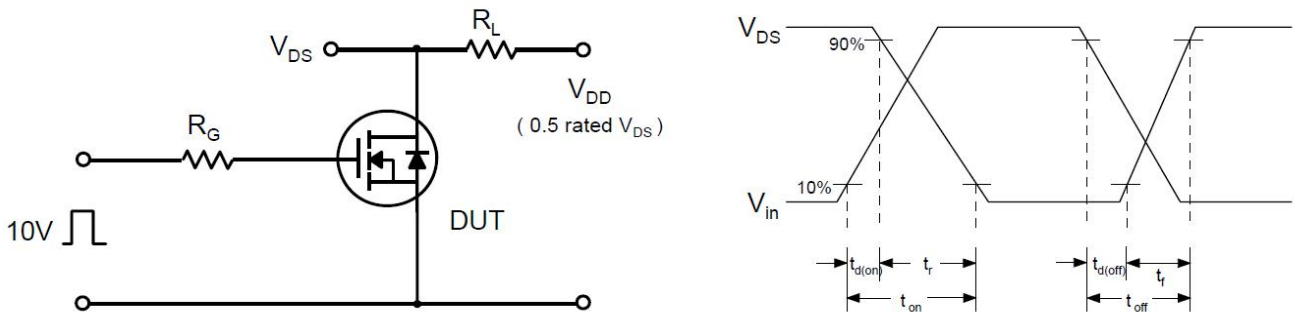 R_L
V_DS
V_DD
( 0.5 rated V_DS )
R_G
DUT
10V
V_DS
90%
10%
V_in
t_d(on)
t_r
t_on
t_d(off)
t_f
t_off